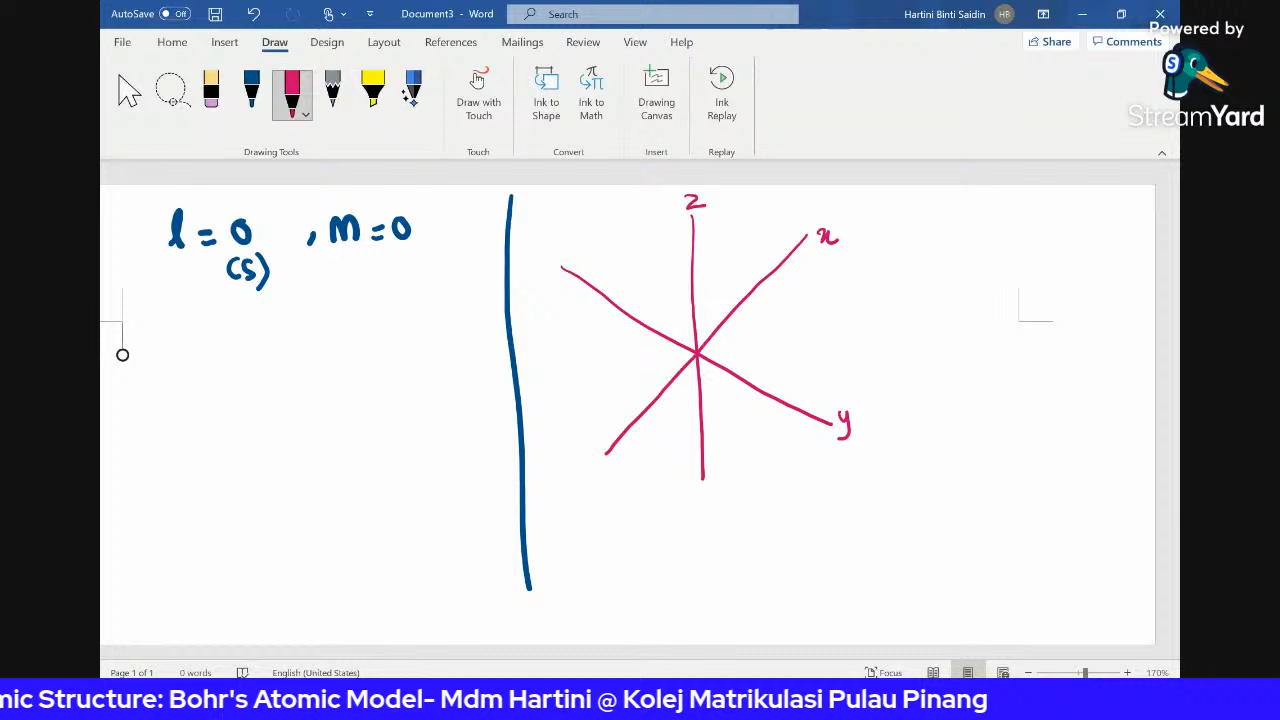 AutoSave Off Document3 - Word Search Hartini Binti Saidin HB
File Home Insert Draw Design Layout References Mailings Review View Help Share Comments
Powered by
S
StreamYard
Draw with Touch
Ink to Shape
Ink to Math
Drawing Canvas
Ink Replay
Drawing Tools Touch Convert Insert Replay
l = 0 , m = 0
(s)
z
x
y
Page 1 of 1 0 words English (United States) Focus 170%
mic Structure: Bohr's Atomic Model- Mdm Hartini @ Kolej Matrikulasi Pulau Pinang